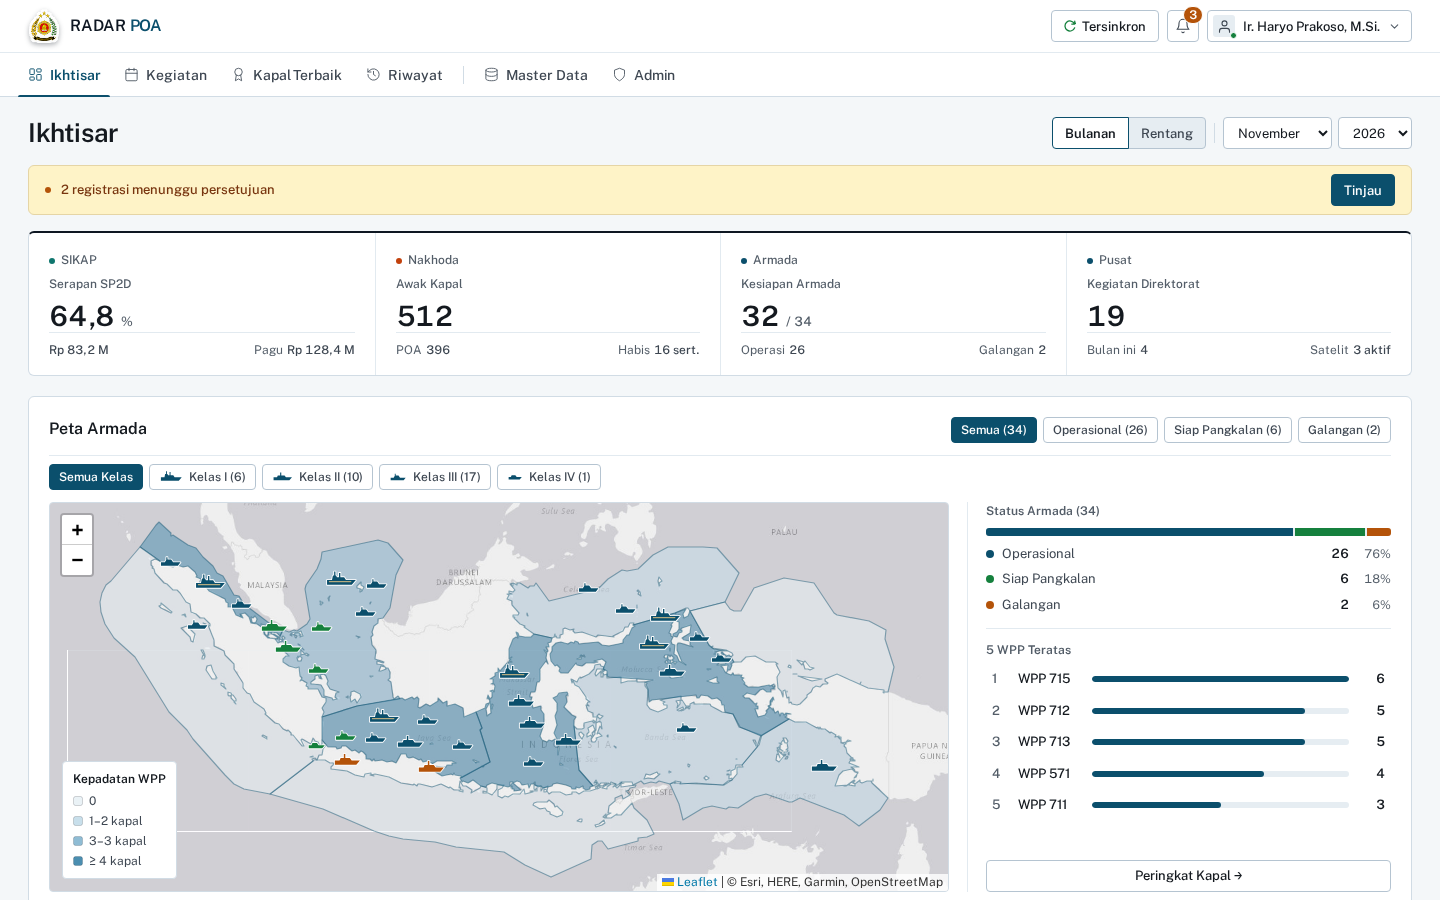 RADAR POA
Tersinkron
3
Ir. Haryo Prakoso, M.Si.
Ikhtisar
Kegiatan
Kapal Terbaik
Riwayat
Master Data
Admin
Ikhtisar
Bulanan
Rentang
November
2026
2 registrasi menunggu persetujuan
Tinjau
SIKAP
Serapan SP2D
64,8 %
Rp 83,2 M
Pagu Rp 128,4 M
Nakhoda
Awak Kapal
512
POA 396
Habis 16 sert.
Armada
Kesiapan Armada
32 / 34
Operasi 26
Galangan 2
Pusat
Kegiatan Direktorat
19
Bulan ini 4
Satelit 3 aktif
Peta Armada
Semua (34)
Operasional (26)
Siap Pangkalan (6)
Galangan (2)
Semua Kelas
Kelas I (6)
Kelas II (10)
Kelas III (17)
Kelas IV (1)
+
−
Sulu Sea
PALAU
BRUNEI
DARUSSALAM
MALAYSIA
INDONESIA
Banda Sea
PAPUA N
GUINEA
MOR-LESTE
Timor Sea
Kepadatan WPP
0
1–2 kapal
3–3 kapal
≥ 4 kapal
Leaflet | © Esri, HERE, Garmin, OpenStreetMap
Status Armada (34)
Operasional 26 76%
Siap Pangkalan 6 18%
Galangan 2 6%
5 WPP Teratas
1 WPP 715 6
2 WPP 712 5
3 WPP 713 5
4 WPP 571 4
5 WPP 711 3
Peringkat Kapal →